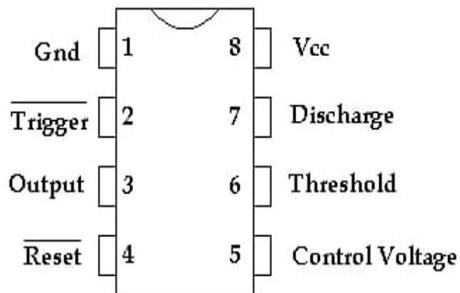 Gnd 1 8 Vcc
Trigger 2 7 Discharge
Output 3 6 Threshold
Reset 4 5 Control Voltage